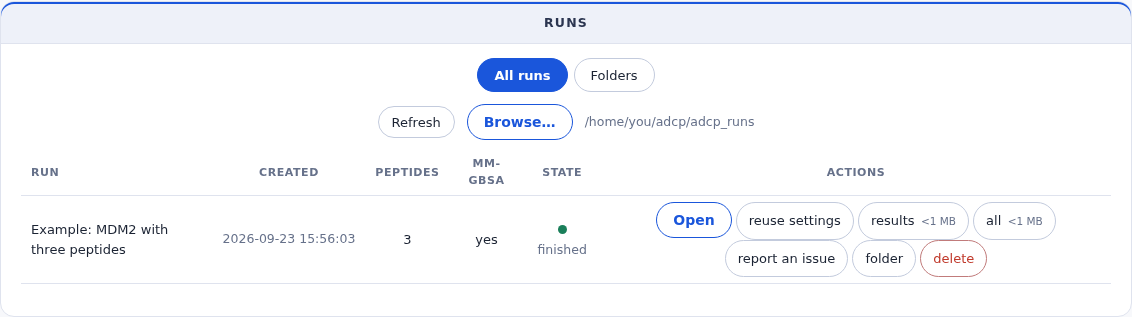 RUNS
All runs Folders
Refresh Browse... /home/you/adcp/adcp_runs
RUN CREATED PEPTIDES MM-GBSA STATE ACTIONS
Example: MDM2 with three peptides 2026-09-23 15:56:03 3 yes finished
Open reuse settings results <1 MB all <1 MB
report an issue folder delete